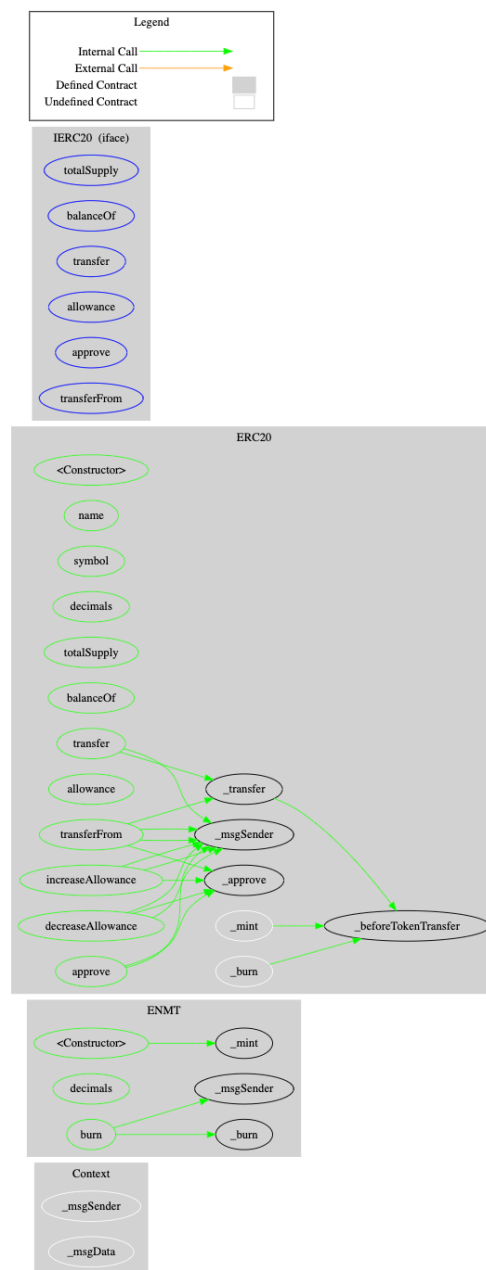 Legend
Internal Call
External Call
Defined Contract
Undefined Contract
IERC20 (iface)
totalSupply
balanceOf
transfer
allowance
approve
transferFrom
ERC20
<Constructor>
name
symbol
decimals
totalSupply
balanceOf
transfer
allowance
_transfer
transferFrom
_msgSender
increaseAllowance
_approve
decreaseAllowance
_mint
_beforeTokenTransfer
approve
_burn
ENMT
<Constructor>
_mint
decimals
_msgSender
burn
_burn
Context
_msgSender
_msgData